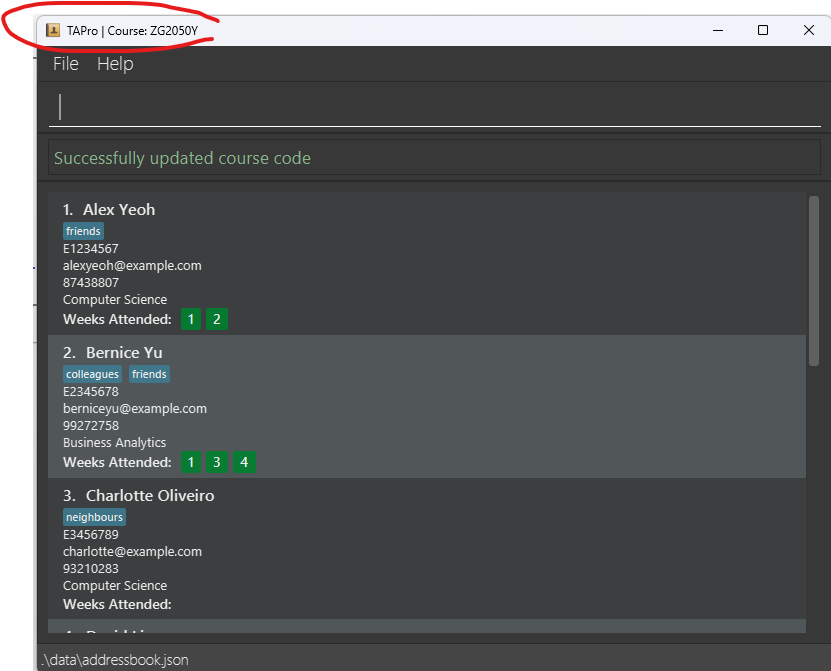 TAPro | Course: ZG2050Y
File Help
Successfully updated course code
1. Alex Yeoh
friends
E1234567
alexyeoh@example.com
87438807
Computer Science
Weeks Attended: 1 2
2. Bernice Yu
colleagues friends
E2345678
berniceyu@example.com
99272758
Business Analytics
Weeks Attended: 1 3 4
3. Charlotte Oliveiro
neighbours
E3456789
charlotte@example.com
93210283
Computer Science
Weeks Attended:
.\data\addressbook.json